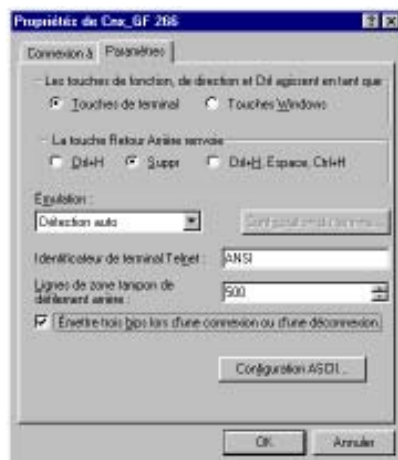 Propriétés de Cnx_GF 266
Connexion à
Paramètres
Les touches de fonction, de direction et Ctrl agissent en tant que
Touches de terminal
Touches Windows
La touche Retour Arrière renvoie
Ctrl+H
Suppr
Ctrl+H, Espace, Ctrl+H
Émulation :
Détection auto
Identificateur de terminal Telnet :
ANSI
Lignes de zone tampon de
défilement arrière :
500
Émettre trois bips lors d'une connexion ou d'une déconnexion.
Configuration ASCII...
OK
Annuler